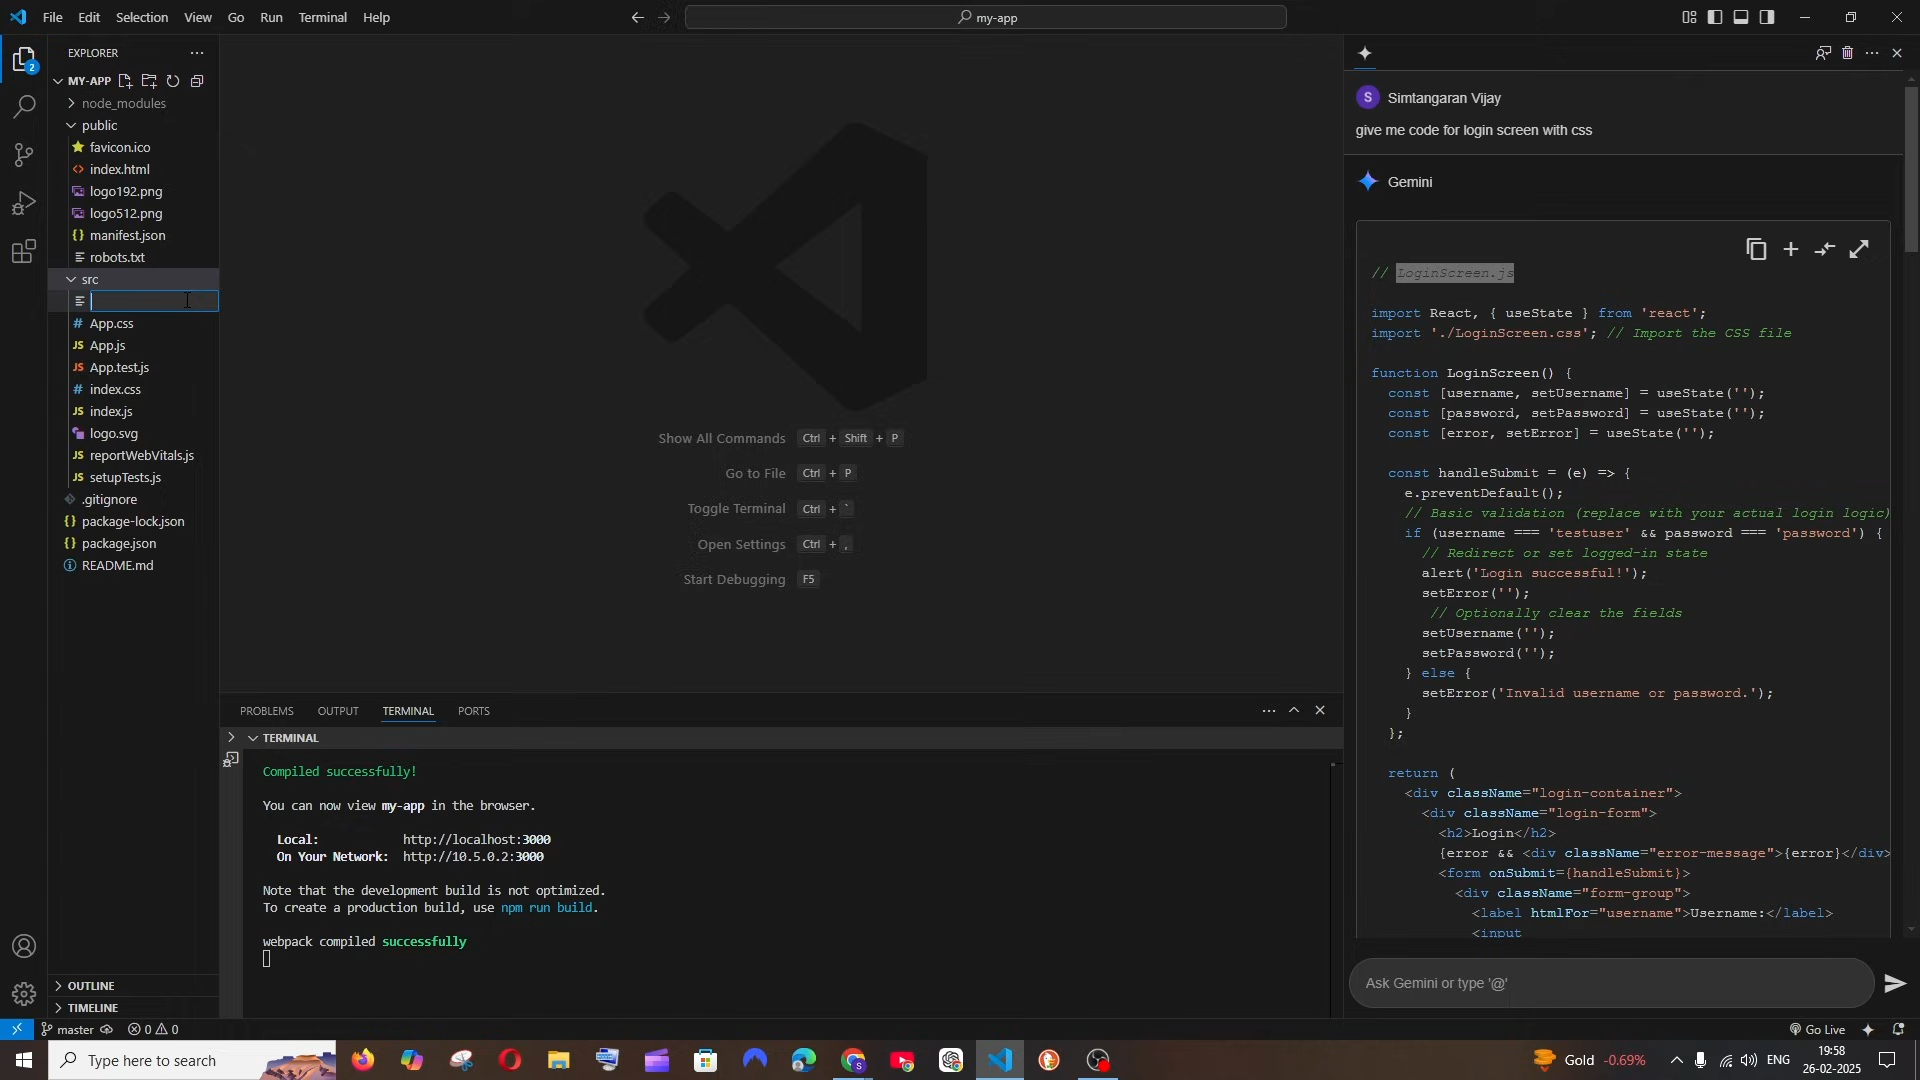 File Edit Selection View Go Run Terminal Help
my-app
EXPLORER
2
MY-APP
node_modules
public
favicon.ico
index.html
logo192.png
logo512.png
manifest.json
robots.txt
src
App.css
App.js
App.test.js
index.css
index.js
logo.svg
reportWebVitals.js
setupTests.js
.gitignore
package-lock.json
package.json
README.md
OUTLINE
TIMELINE
Show All Commands Ctrl + Shift + P
Go to File Ctrl + P
Toggle Terminal Ctrl + `
Open Settings Ctrl + ,
Start Debugging F5
PROBLEMS OUTPUT TERMINAL PORTS
TERMINAL
Compiled successfully!
You can now view my-app in the browser.
Local: http://localhost:3000
On Your Network: http://10.5.0.2:3000
Note that the development build is not optimized.
To create a production build, use npm run build.
webpack compiled successfully
S Simtangaran Vijay
give me code for login screen with css
Gemini
// LoginScreen.js
import React, { useState } from 'react';
import './LoginScreen.css'; // Import the CSS file
function LoginScreen() {
const [username, setUsername] = useState('');
const [password, setPassword] = useState('');
const [error, setError] = useState('');
const handleSubmit = (e) => {
e.preventDefault();
// Basic validation (replace with your actual login logic)
if (username === 'testuser' && password === 'password') {
// Redirect or set logged-in state
alert('Login successful!');
setError('');
// Optionally clear the fields
setUsername('');
setPassword('');
} else {
setError('Invalid username or password.');
}
};
return (
<div className="login-container">
<div className="login-form">
<h2>Login</h2>
{error && <div className="error-message">{error}</div>
<form onSubmit={handleSubmit}>
<div className="form-group">
<label htmlFor="username">Username:</label>
<input
Ask Gemini or type '@'
master 0 0 Go Live
Type here to search
Gold -0.69% ENG
19:58
26-02-2025